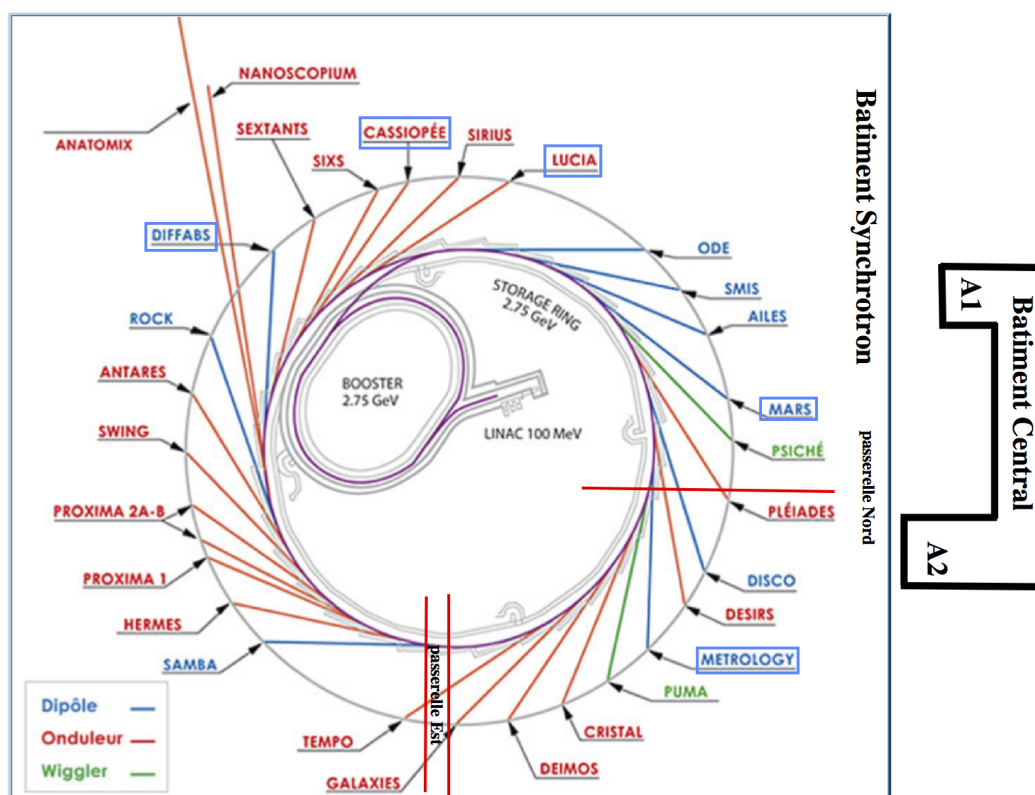 NANOSCOPIUM
ANATOMIX
SEXTANTS
CASSIOPÉE
SIRIUS
SIXS
LUCIA
DIFFABS
ODE
SMIS
AILES
ROCK
ANTARES
SWING
PROXIMA 2A-B
PROXIMA 1
HERMES
SAMBA
MARS
PSICHÉ
PLÉIADES
DISCO
DESIRS
METROLOGY
PUMA
CRISTAL
DEIMOS
GALAXIES
TEMPO
STORAGE RING
2.75 GeV
BOOSTER
2.75 GeV
LINAC 100 MeV
passerelle Est
passerelle Nord
Batiment Synchrotron
Batiment Central
A1
A2
Dipôle
Onduleur
Wiggler